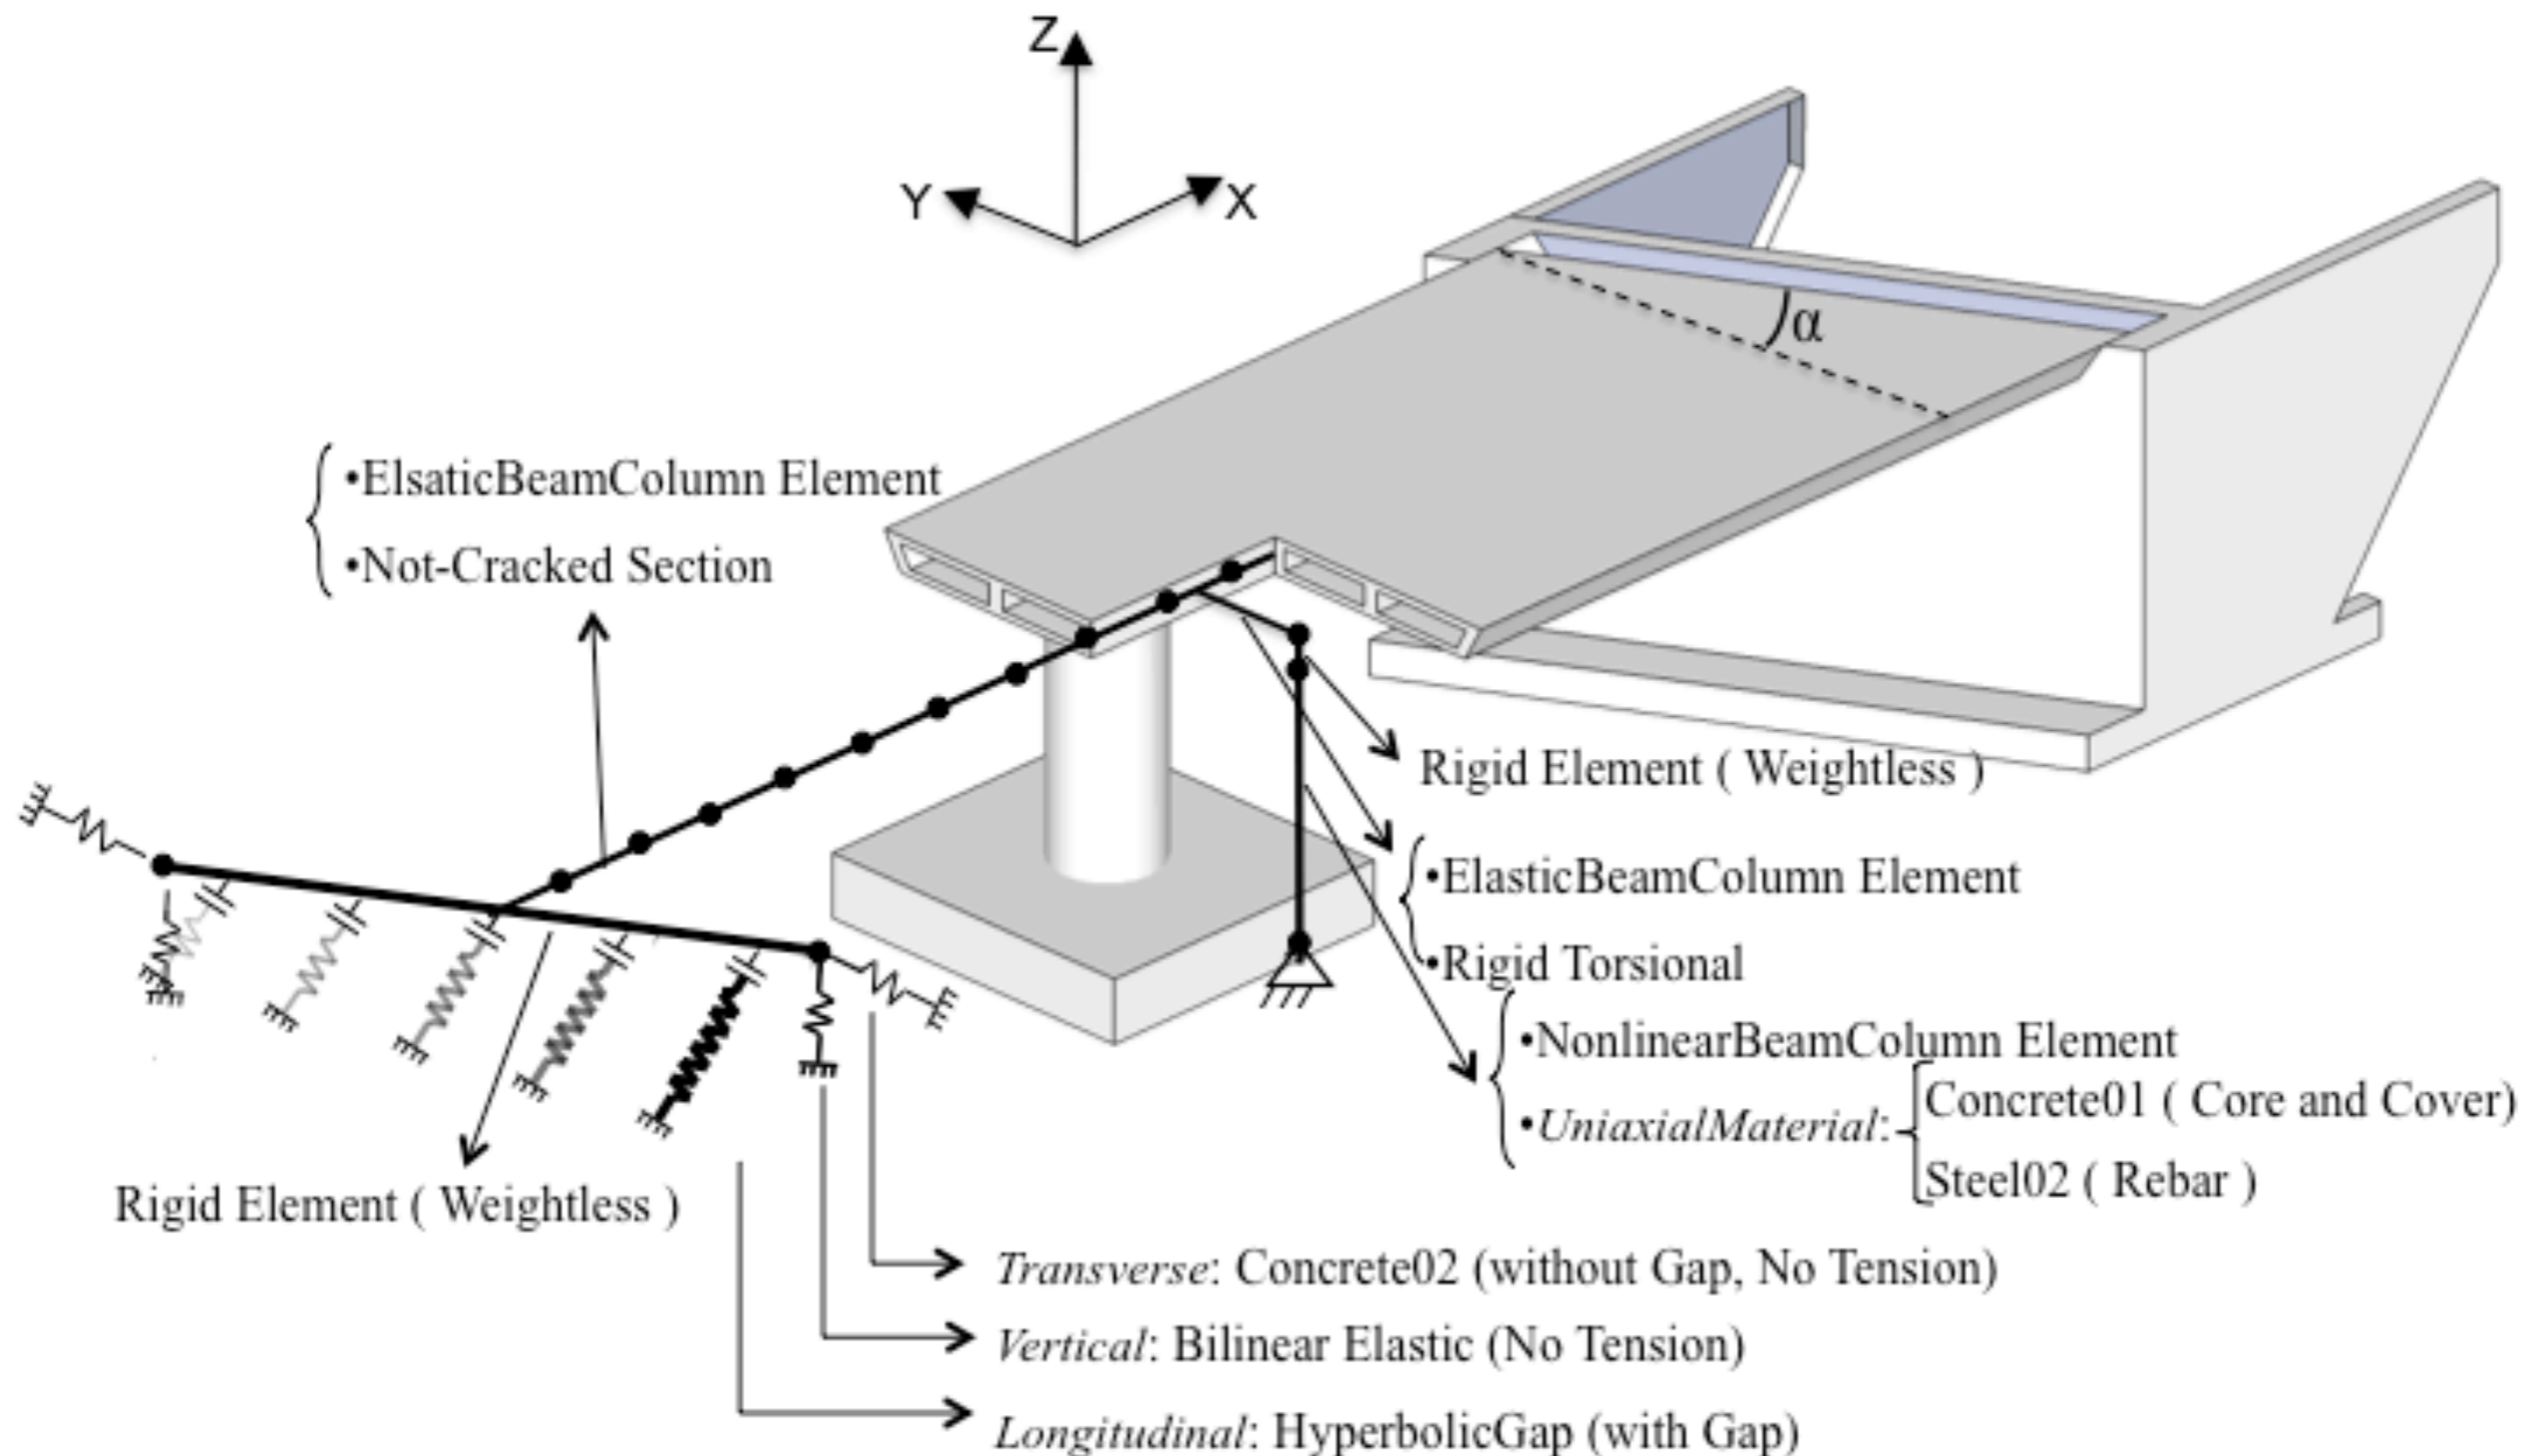 Z
Y
X
α
•ElsaticBeamColumn Element
•Not-Cracked Section
Rigid Element ( Weightless )
•ElasticBeamColumn Element
•Rigid Torsional
•NonlinearBeamColumn Element
•UniaxialMaterial:
Concrete01 ( Core and Cover)
Steel02 ( Rebar )
Rigid Element ( Weightless )
Transverse: Concrete02 (without Gap, No Tension)
Vertical: Bilinear Elastic (No Tension)
Longitudinal: HyperbolicGap (with Gap)